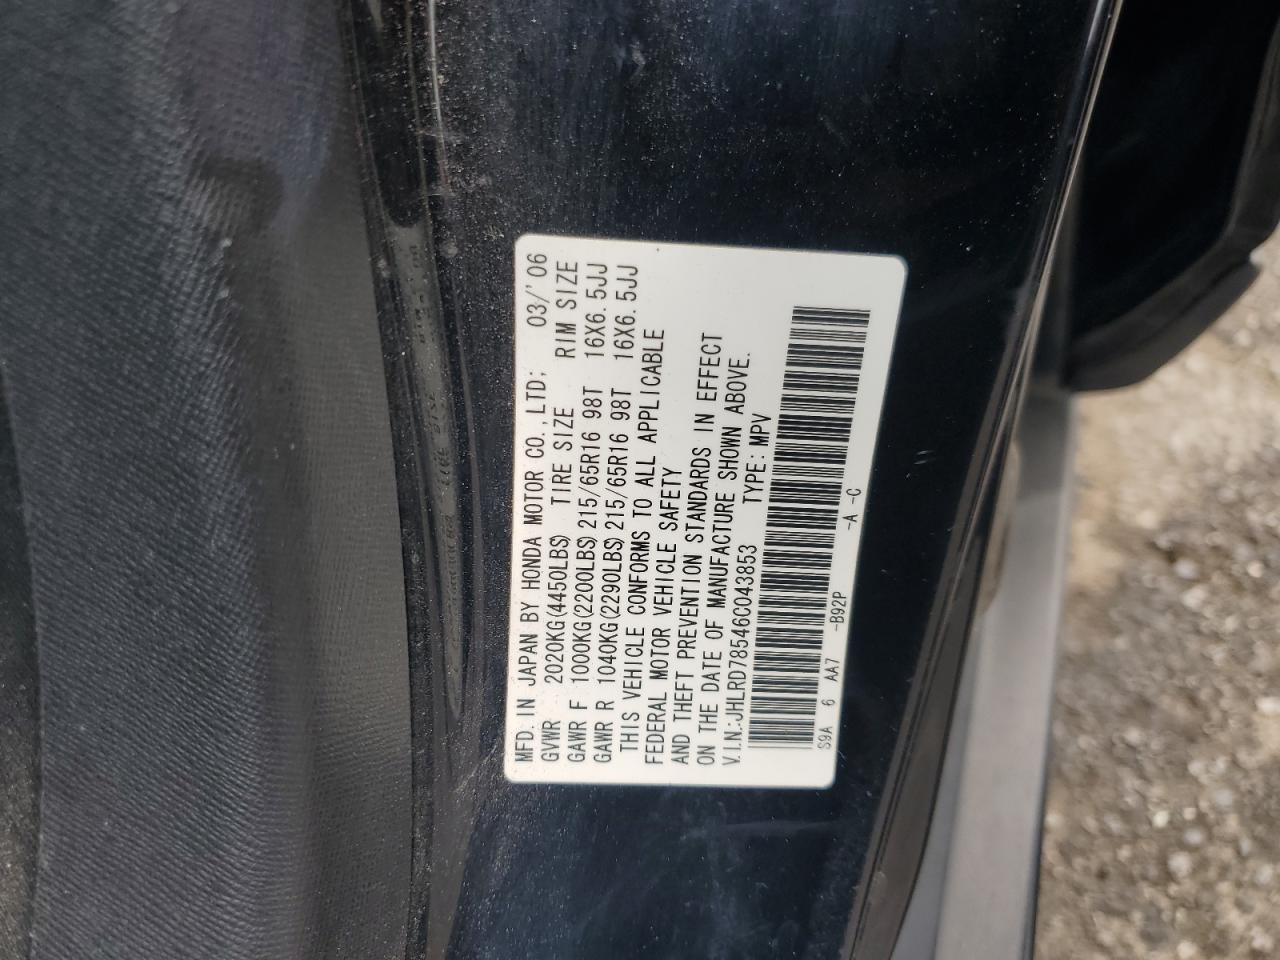 MFD. IN JAPAN BY HONDA MOTOR CO., LTD; 03/'06
GVWR 2020KG(4450LBS) TIRE SIZE RIM SIZE
GAWR F 1000KG(2200LBS) 215/65R16 98T 16X6.5JJ
GAWR R 1040KG(2290LBS) 215/65R16 98T 16X6.5JJ
THIS VEHICLE CONFORMS TO ALL APPLICABLE
FEDERAL MOTOR VEHICLE SAFETY
AND THEFT PREVENTION STANDARDS IN EFFECT
ON THE DATE OF MANUFACTURE SHOWN ABOVE.
V.I.N.:JHLRD78546C043853 TYPE: MPV
S9A 6 AA7 -B92P -A -C